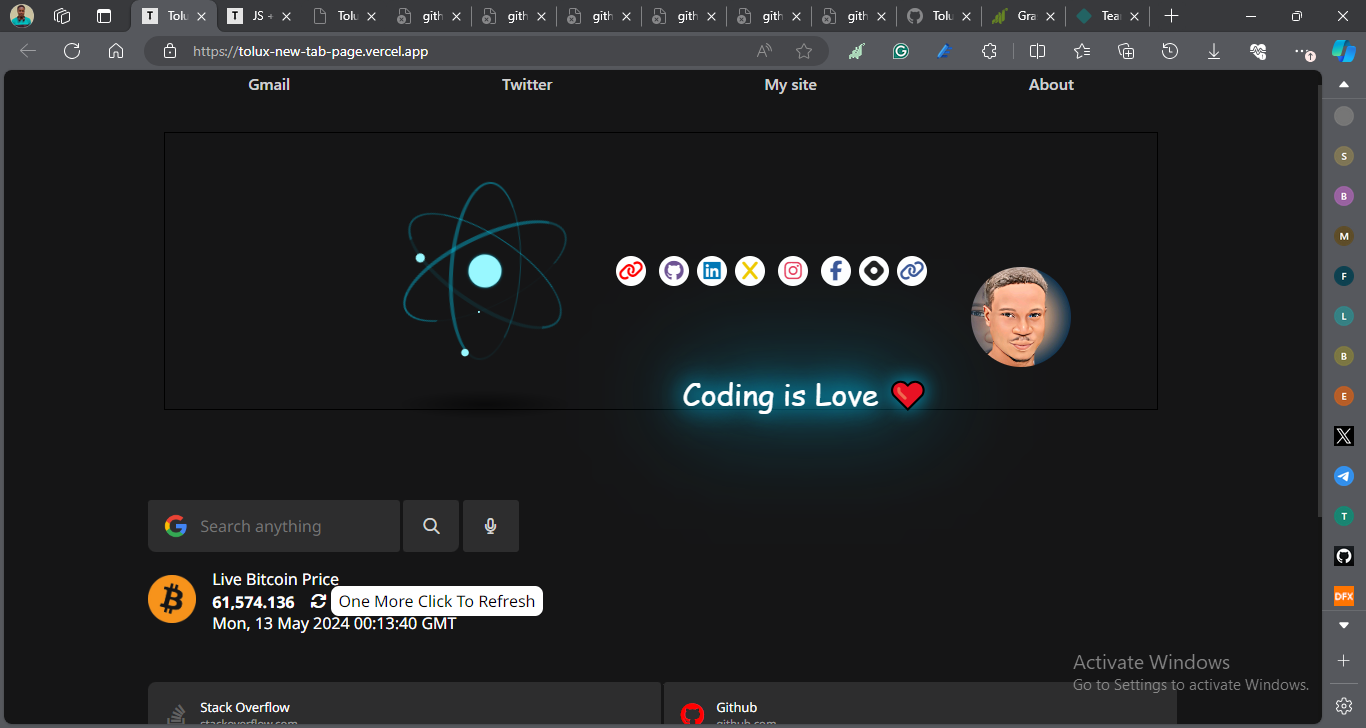 Tolu
JS -
Tolu
gith
gith
gith
gith
gith
gith
Tolu
Gra
Tea
https://tolux-new-tab-page.vercel.app
Gmail Twitter My site About
Coding is Love ❤️
Search anything
Live Bitcoin Price
61,574.136 One More Click To Refresh
Mon, 13 May 2024 00:13:40 GMT
Activate Windows
Go to Settings to activate Windows.
Stack Overflow
stackoverflow.com
Github
github.com
S
B
M
F
L
B
E
T
DFX